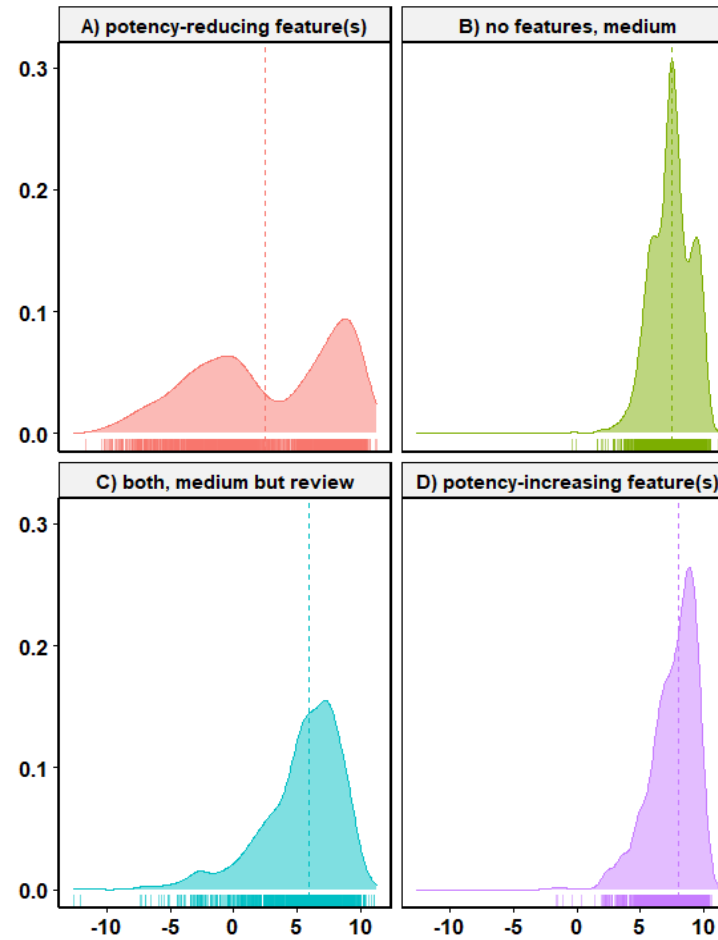 A) potency-reducing feature(s)
B) no features, medium
0.3
0.2
0.1
0.0
C) both, medium but review
D) potency-increasing feature(s)
0.3
0.2
0.1
0.0
-10 -5 0 5 10
-10 -5 0 5 10